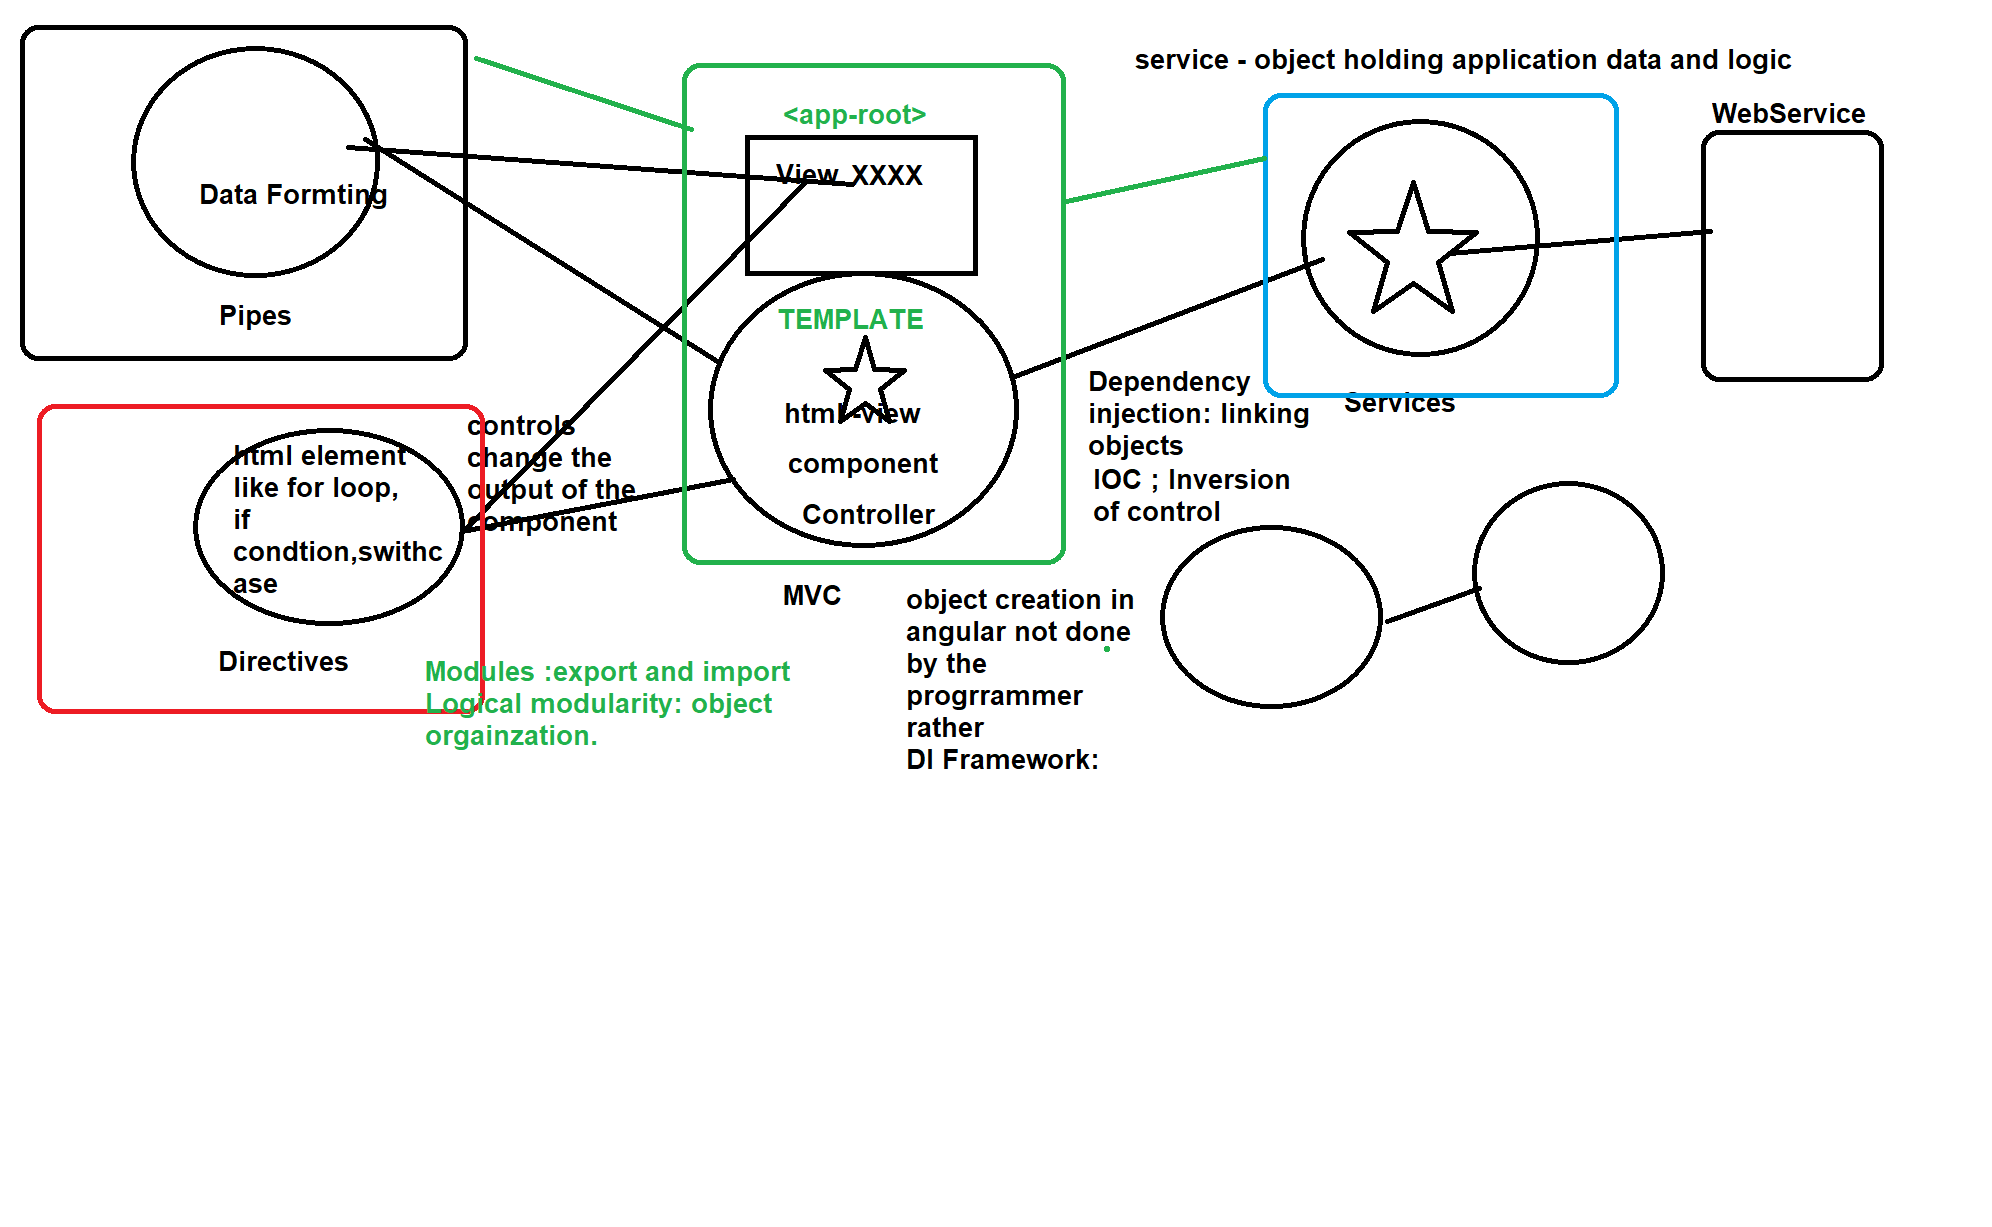 service - object holding application data and logic
WebService
<app-root>
View XXXX
Data Formting
Pipes
TEMPLATE
html -view
component
Controller
MVC
Dependency
injection: linking
objects
IOC ; Inversion
of control
Services
controls
change the
output of the
component
html element
like for loop,
if
condtion,swithc
ase
Directives
Modules :export and import
Logical modularity: object
orgainzation.
object creation in
angular not done
by the
progrrammer
rather
DI Framework: